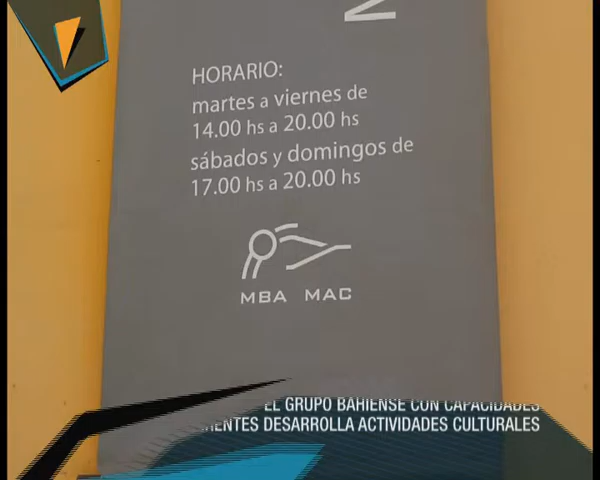 HORARIO:
martes a viernes de
14.00 hs a 20.00 hs
sábados y domingos de
17.00 hs a 20.00 hs
MBA MAC
EL GRUPO BAHIENSE CON CAPACIDADES
DESARROLLA ACTIVIDADES CULTURALES